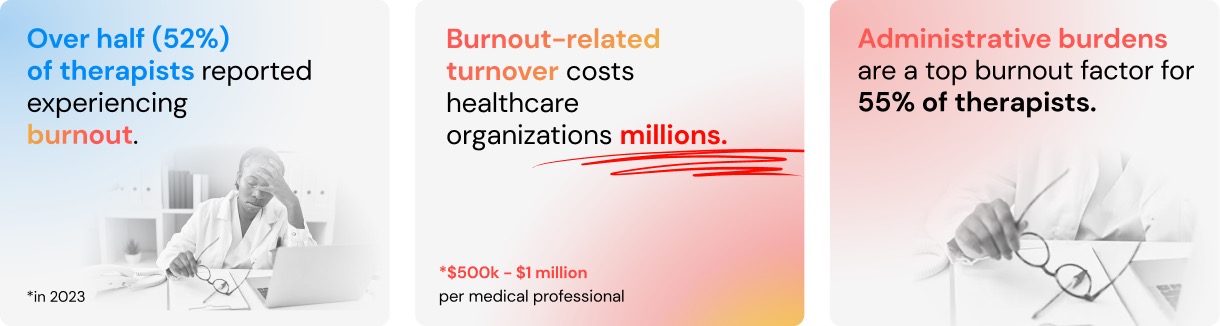 Over half (52%)
of therapists reported
experiencing
burnout.
*in 2023
Burnout-related
turnover costs
healthcare
organizations millions.
*$500k - $1 million
per medical professional
Administrative burdens
are a top burnout factor for
55% of therapists.